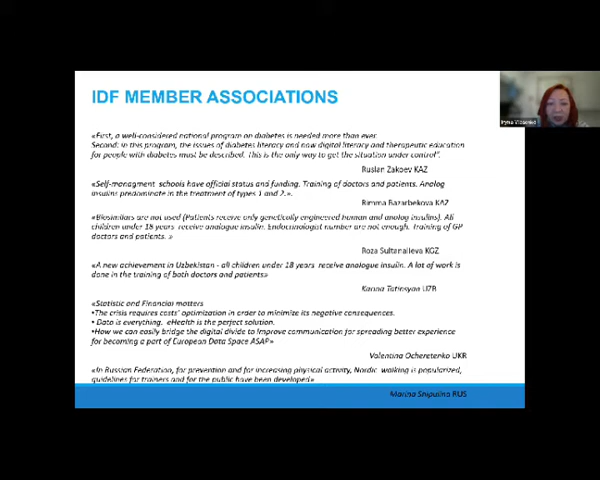 IDF MEMBER ASSOCIATIONS
«First, a well-considered national program on diabetes is needed more than ever.
Second: in this program, the issues of diabetes literacy and now digital literacy and therapeutic education
for people with diabetes must be described. This is the only way to get the situation under control".
Ruslan Zakoev KAZ
«Self-managment schools have official status and funding. Training of doctors and patients. Analog
insulins predominate in the treatment of types 1 and 2.».
Rimma Bazarbekova KAZ
«Biosimilars are not used (Patients receive only genetically engineered human and analog insulins). All
children under 18 years receive analogue insulin. Endocrinologist number are not enough. Training of GP
doctors and patients. »
Roza Sultanalieva KGZ
«A new achievement in Uzbekistan - all children under 18 years receive analogue insulin. A lot of work is
done in the training of both doctors and patients»
Karina Tatinsyan UZB
«Statistic and Financial matters
•The crisis requires costs' optimization in order to minimize its negative consequences.
• Data is everything. eHealth is the perfect solution.
•How we can easily bridge the digital divide to improve communication for spreading better experience
for becoming a part of European Data Space ASAP»
Valentina Ocheretenko UKR
«In Russian Federation, for prevention and for increasing physical activity, Nordic walking is popularized,
guidelines for trainers and for the public have been developed»
Marina Shipulina RUS